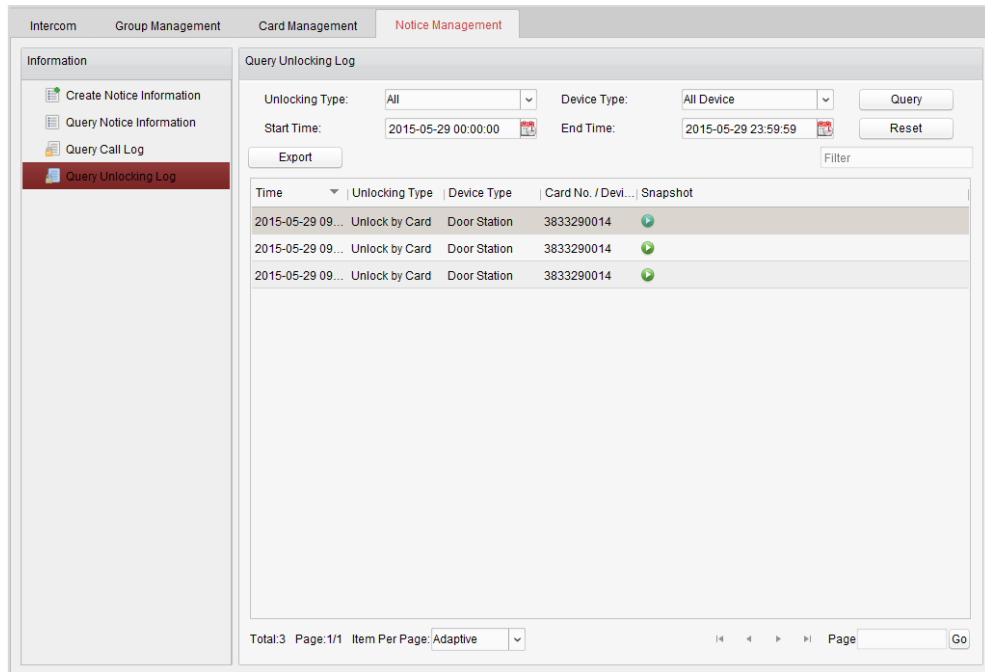 Intercom Group Management Card Management Notice Management
Information
Create Notice Information
Query Notice Information
Query Call Log
Query Unlocking Log
Query Unlocking Log
Unlocking Type: All Device Type: All Device Query
Start Time: 2015-05-29 00:00:00 End Time: 2015-05-29 23:59:59 Reset
Export Filter
Time Unlocking Type Device Type Card No. / Devi... Snapshot
2015-05-29 09... Unlock by Card Door Station 3833290014
2015-05-29 09... Unlock by Card Door Station 3833290014
2015-05-29 09... Unlock by Card Door Station 3833290014
Total:3 Page:1/1 Item Per Page: Adaptive Page Go